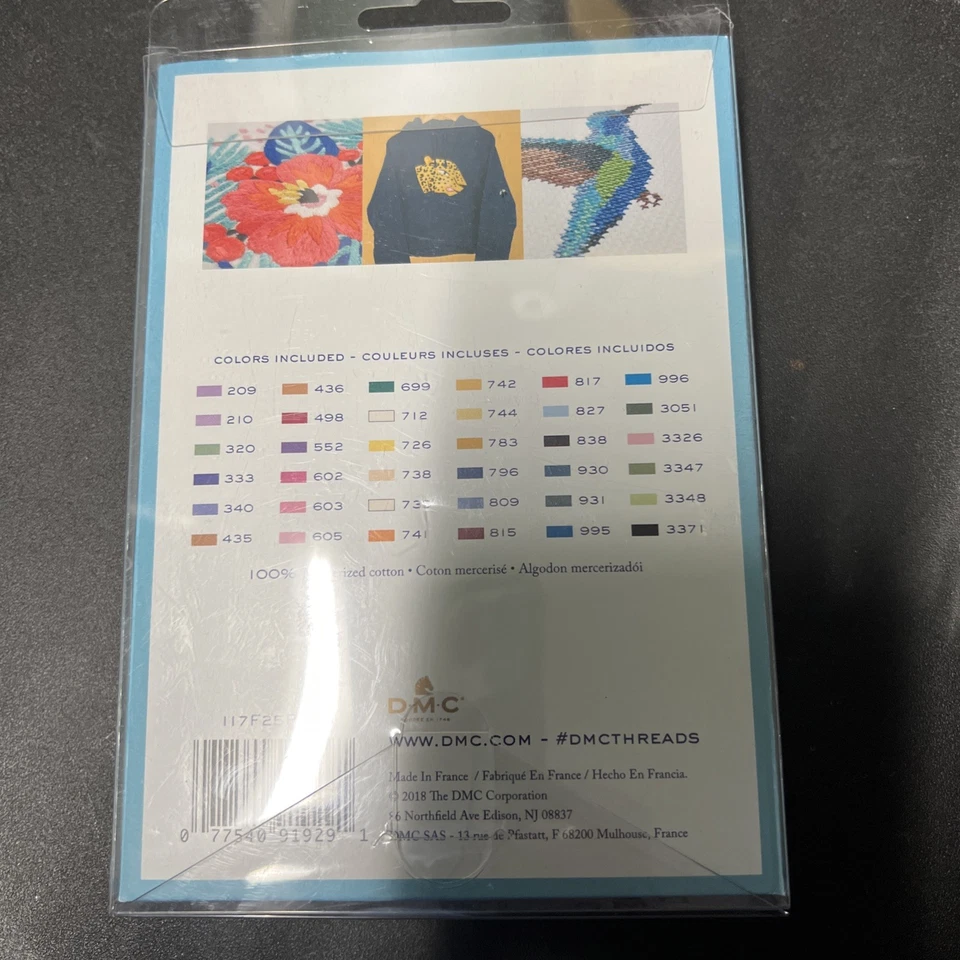 COLORS INCLUDED - COULEURS INCLUSES - COLORES INCLUIDOS
209 436 699 742 817 996
210 498 712 744 827 3051
320 552 726 783 838 3326
333 602 738 796 930 3347
340 603 809 931 3348
435 605 741 815 995 3371
100% cotton • Coton mercerisé • Algodon mercerizadói
D·M·C
WWW.DMC.COM - #DMCTHREADS
Made In France / Fabriqué En France / Hecho En Francia.
© 2018 The DMC Corporation
Northfield Ave Edison, NJ 08837
DMC SAS - 13 rue de Pfastatt, F 68200 Mulhouse, France
0 77540 91929 1